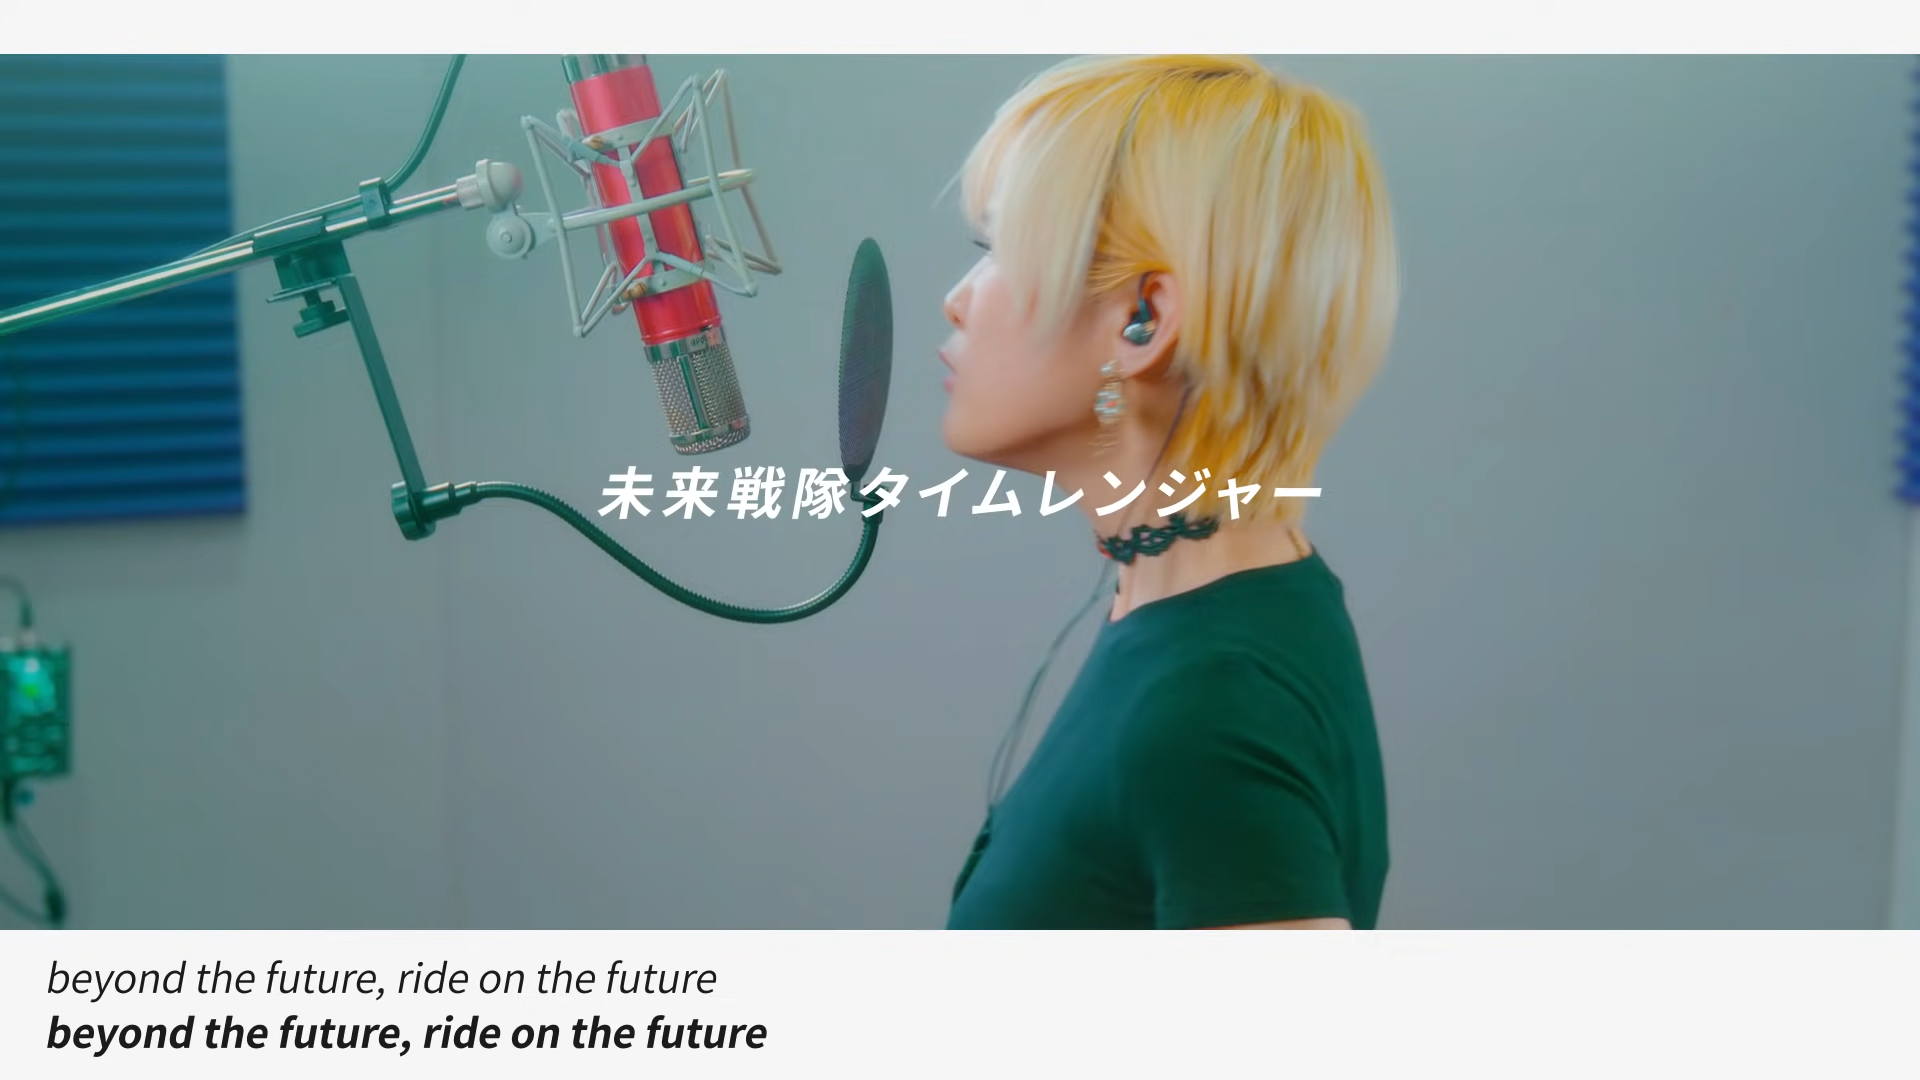 未来戦隊タイムレンジャー
beyond the future, ride on the future
beyond the future, ride on the future